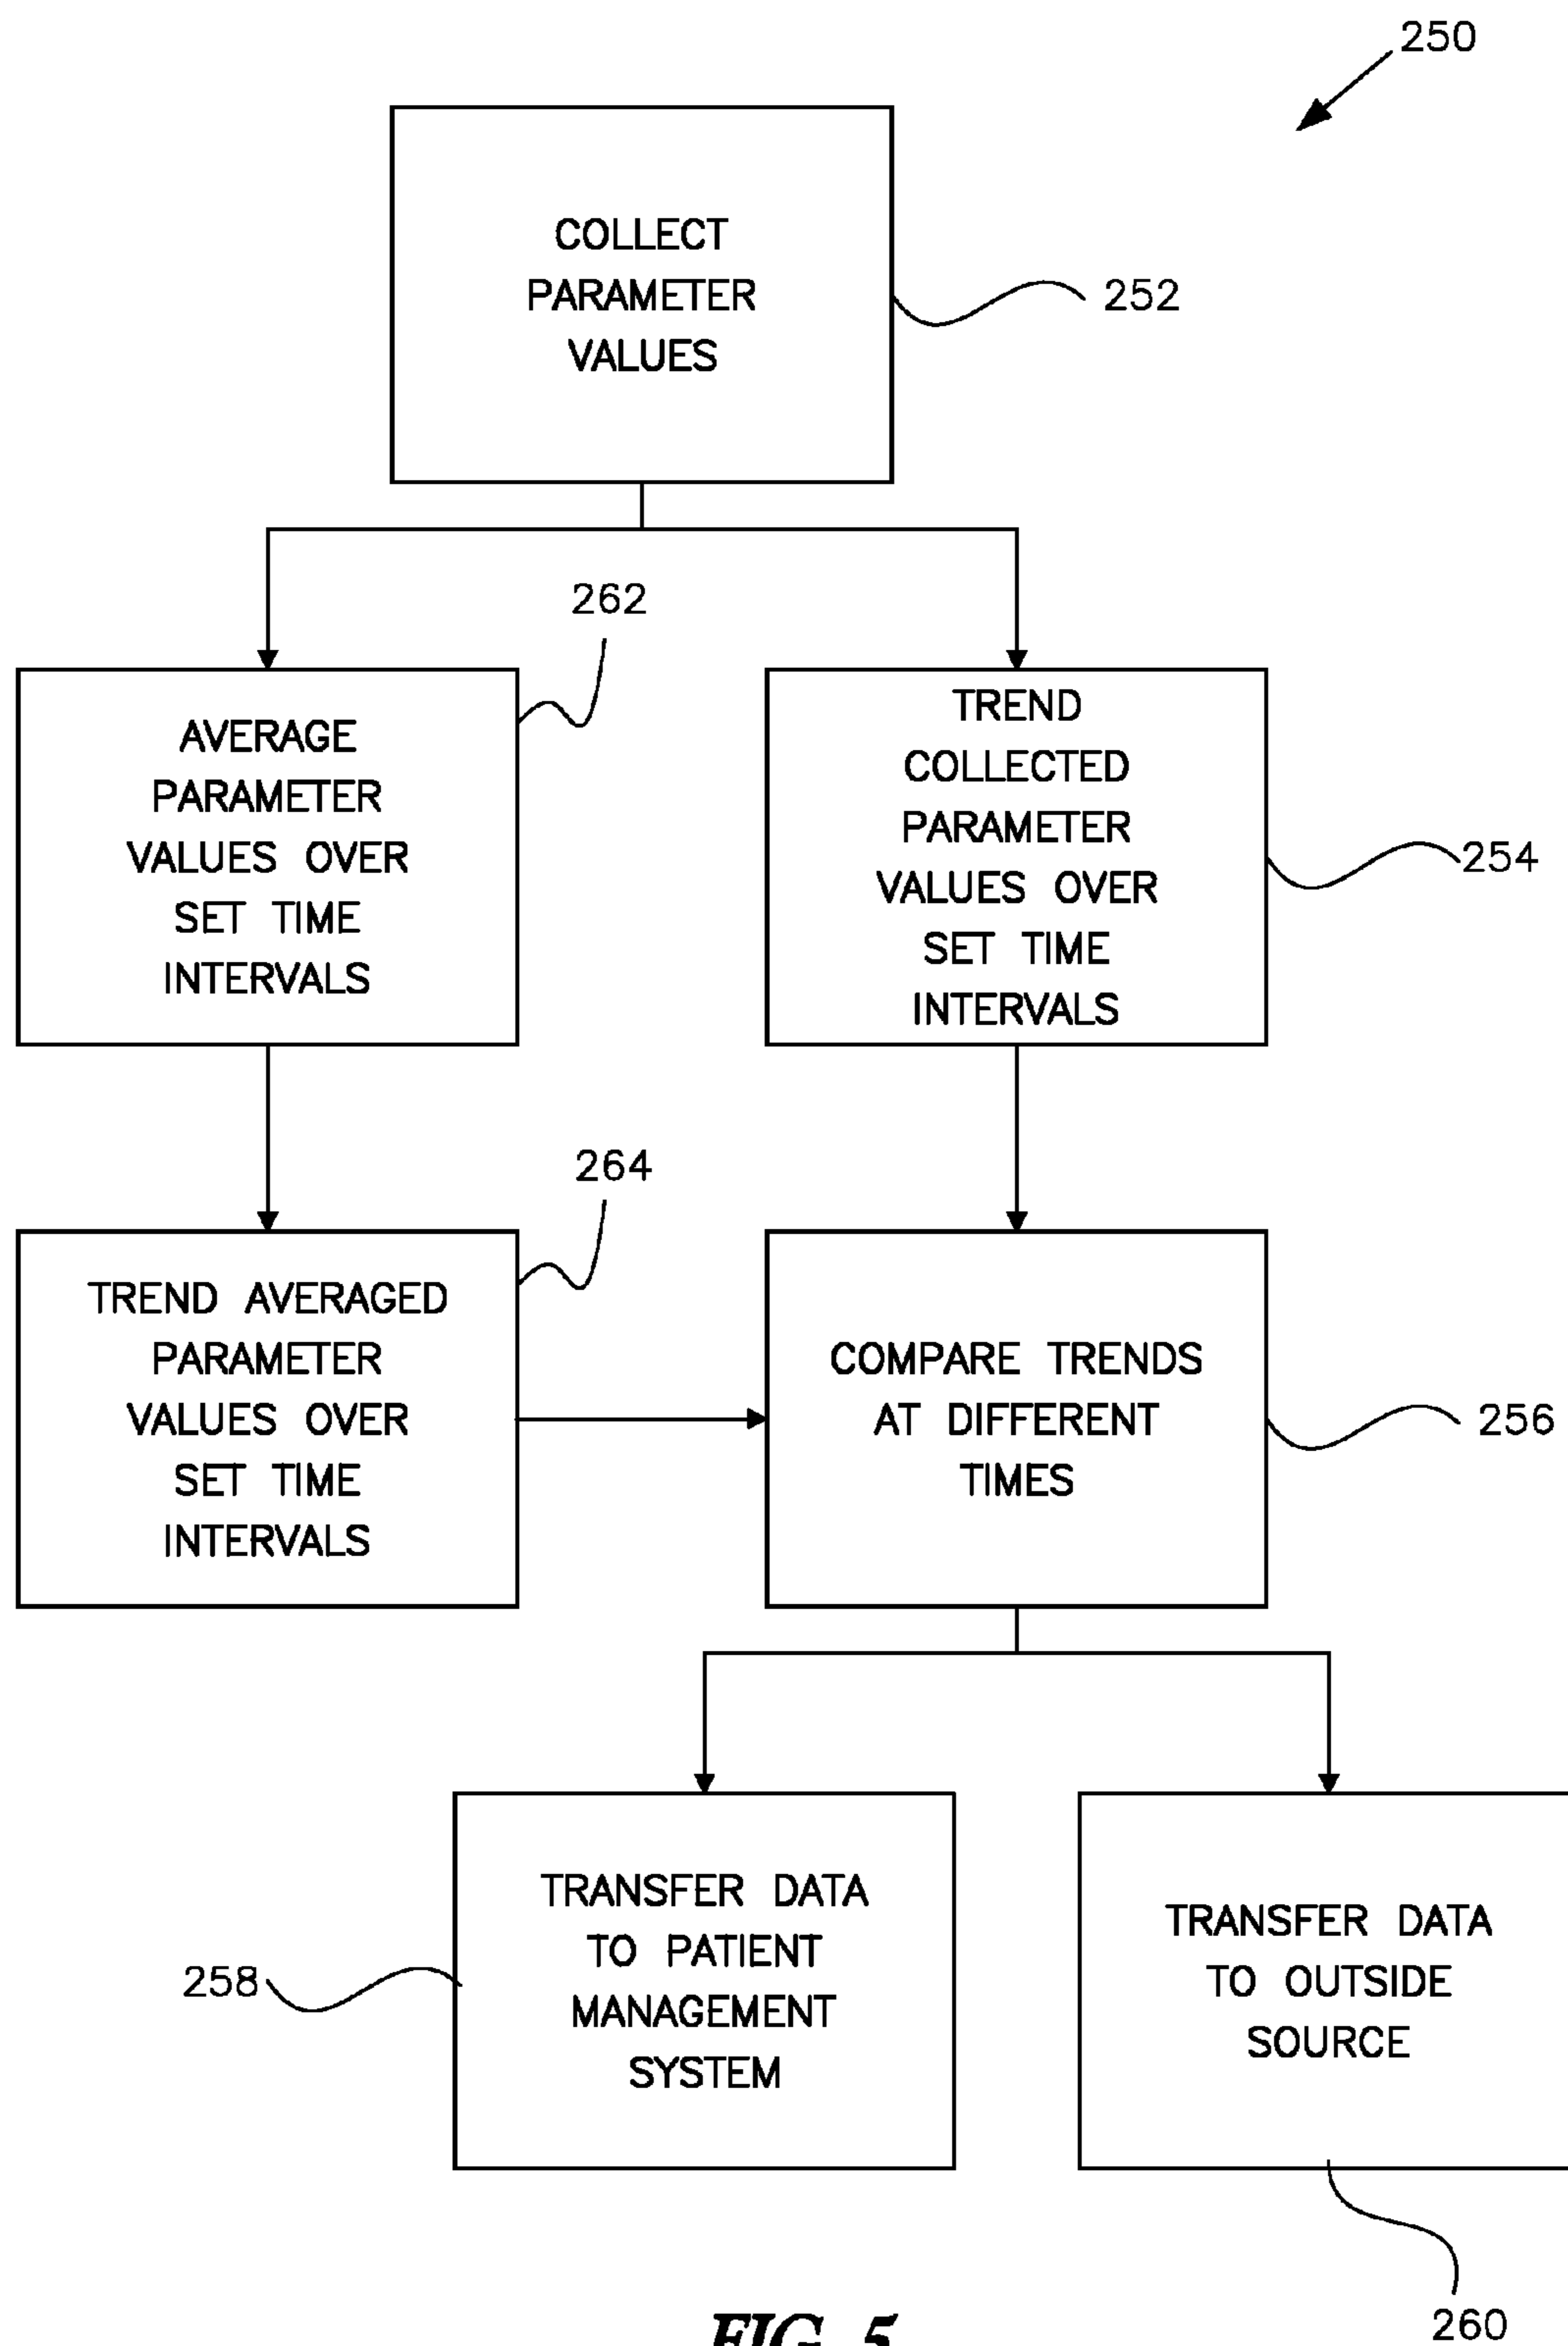 250
COLLECT
PARAMETER
VALUES
252
262
AVERAGE
PARAMETER
VALUES OVER
SET TIME
INTERVALS
TREND
COLLECTED
PARAMETER
VALUES OVER
SET TIME
INTERVALS
254
264
TREND AVERAGED
PARAMETER
VALUES OVER
SET TIME
INTERVALS
COMPARE TRENDS
AT DIFFERENT
TIMES
256
258
TRANSFER DATA
TO PATIENT
MANAGEMENT
SYSTEM
TRANSFER DATA
TO OUTSIDE
SOURCE
260
FIG. 5